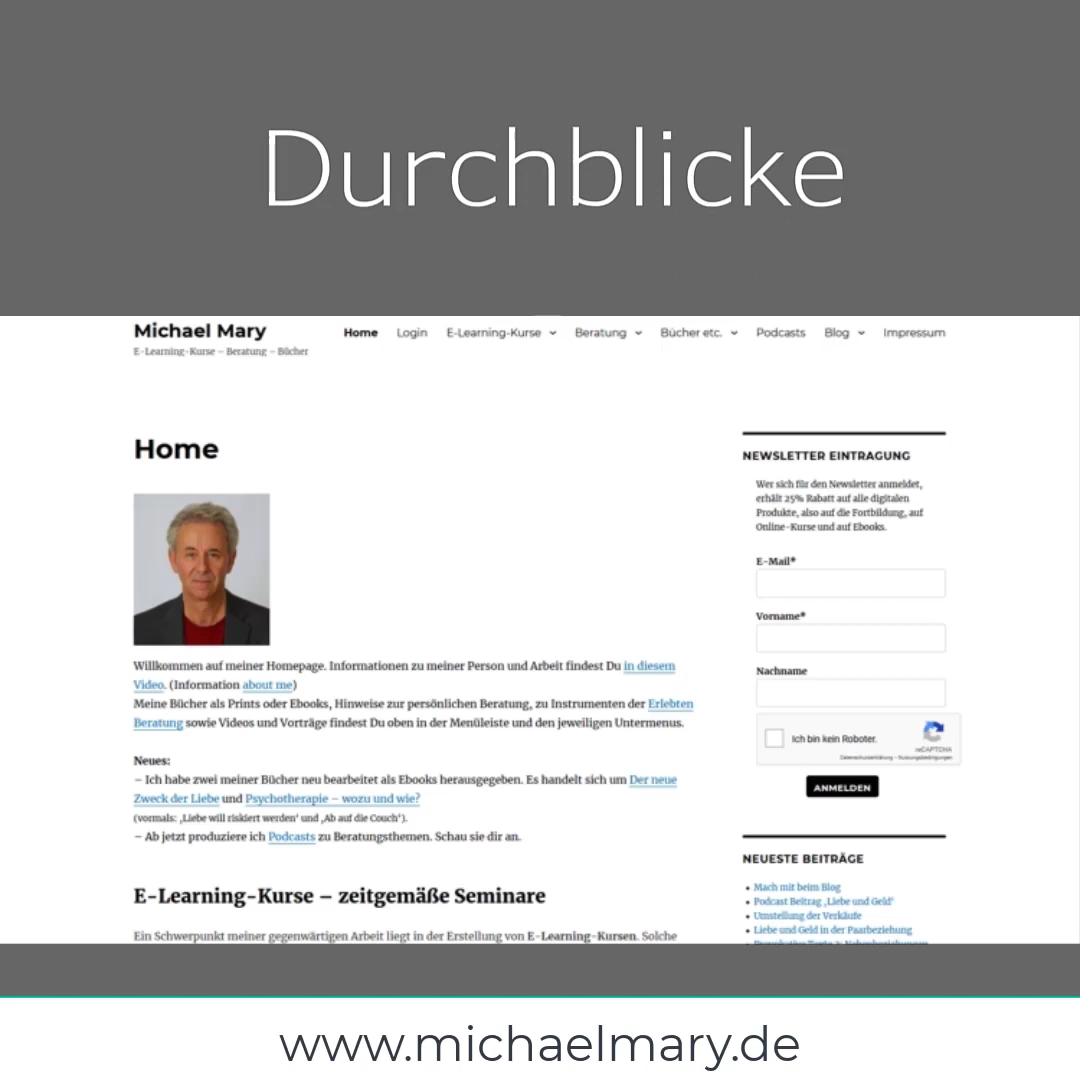 Durchblicke
Michael Mary
E-Learning-Kurse – Beratung – Bücher
Home Login E-Learning-Kurse Beratung Bücher etc. Podcasts Blog Impressum
Home
Willkommen auf meiner Homepage. Informationen zu meiner Person und Arbeit findest Du in diesem
Video. (Information about me)
Meine Bücher als Prints oder Ebooks, Hinweise zur persönlichen Beratung, zu Instrumenten der Erlebten
Beratung sowie Videos und Vorträge findest Du oben in der Menüleiste und den jeweiligen Untermenus.
Neues:
– Ich habe zwei meiner Bücher neu bearbeitet als Ebooks herausgegeben. Es handelt sich um Der neue
Zweck der Liebe und Psychotherapie – wozu und wie?
(vormals: ‚Liebe will riskiert werden' und ‚Ab auf die Couch').
– Ab jetzt produziere ich Podcasts zu Beratungsthemen. Schau sie dir an.
E-Learning-Kurse – zeitgemäße Seminare
Ein Schwerpunkt meiner gegenwärtigen Arbeit liegt in der Erstellung von E-Learning-Kursen. Solche
NEWSLETTER EINTRAGUNG
Wer sich für den Newsletter anmeldet,
erhält 25% Rabatt auf alle digitalen
Produkte, also auf die Fortbildung, auf
Online-Kurse und auf Ebooks.
E-Mail*
Vorname*
Nachname
Ich bin kein Roboter.
reCAPTCHA
Datenschutzerklärung - Nutzungsbedingungen
ANMELDEN
NEUESTE BEITRÄGE
• Mach mit beim Blog
• Podcast Beitrag ‚Liebe und Geld'
• Umstellung der Verkäufe
• Liebe und Geld in der Paarbeziehung
www.michaelmary.de